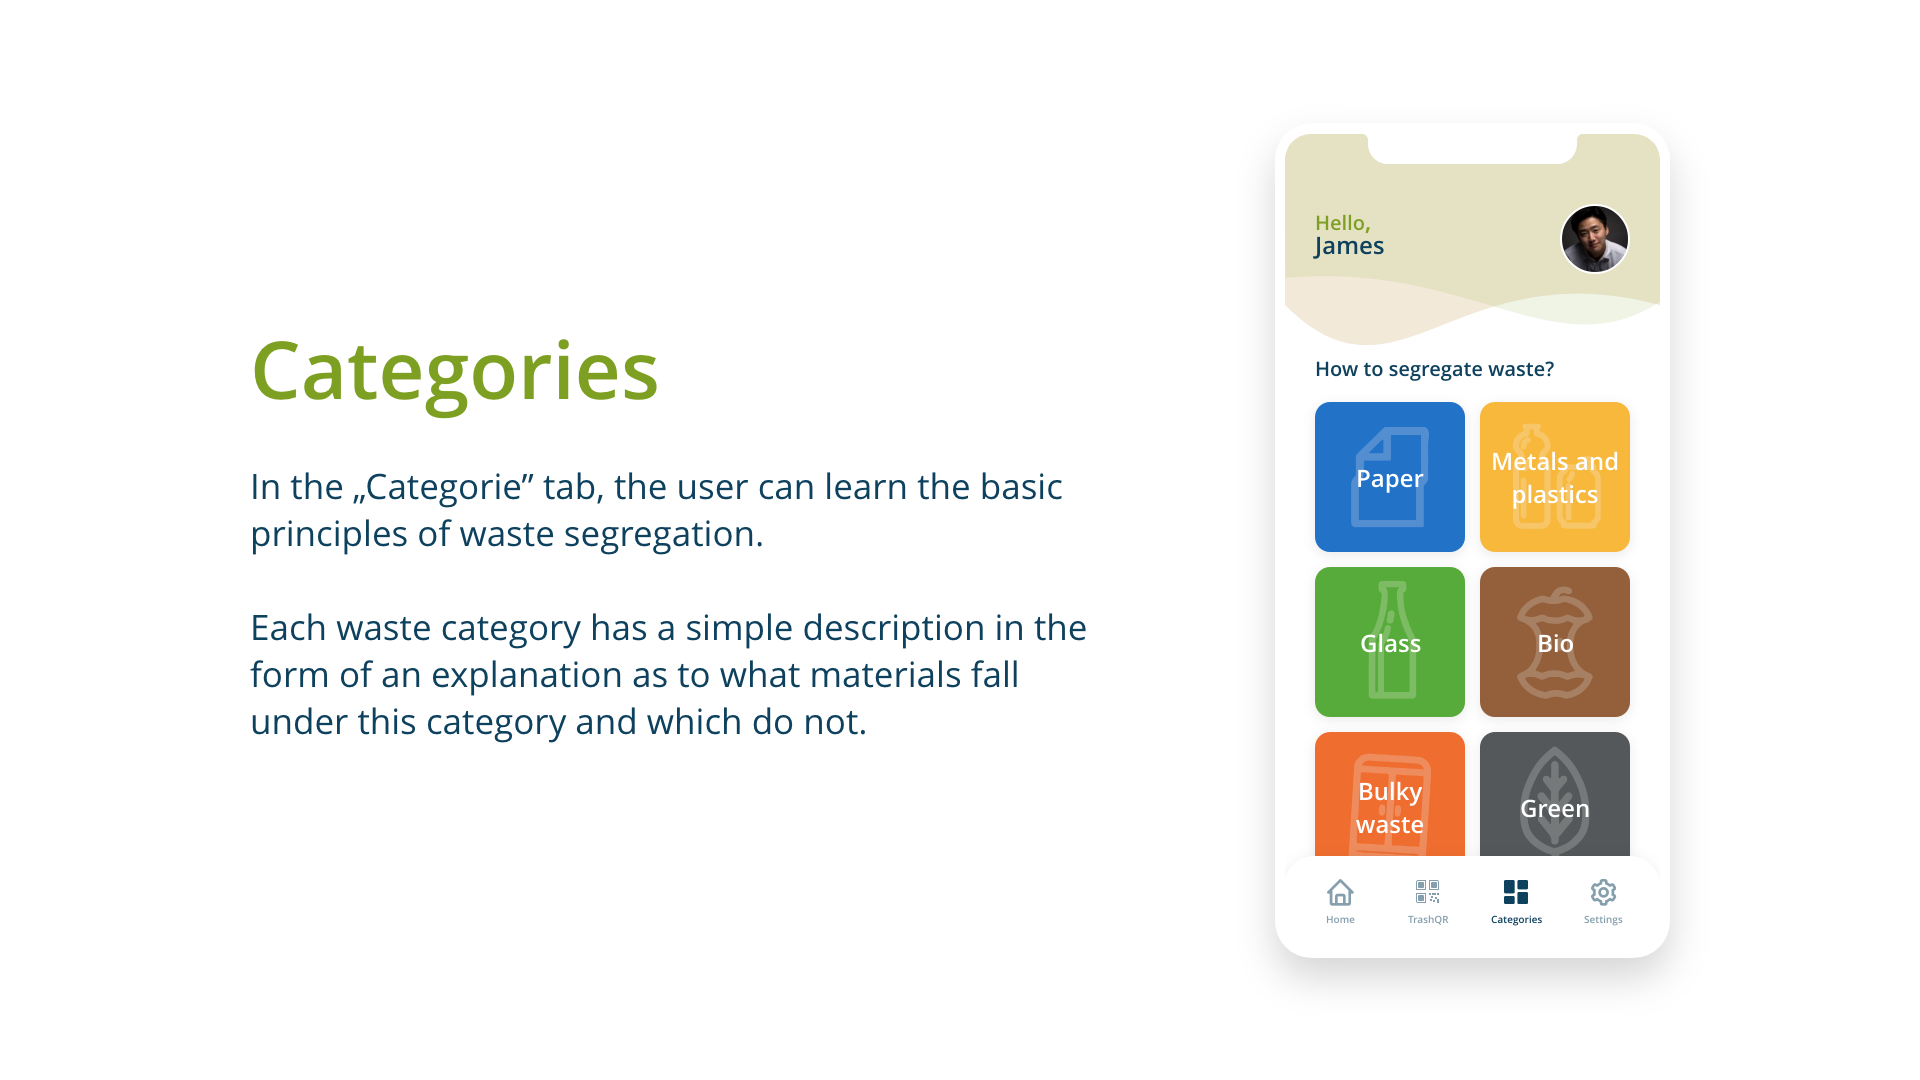 Categories
In the „Categorie” tab, the user can learn the basic
principles of waste segregation.
Each waste category has a simple description in the
form of an explanation as to what materials fall
under this category and which do not.
Hello,
James
How to segregate waste?
Paper
Metals and
plastics
Glass
Bio
Bulky
waste
Green
Home
TrashQR
Categories
Settings